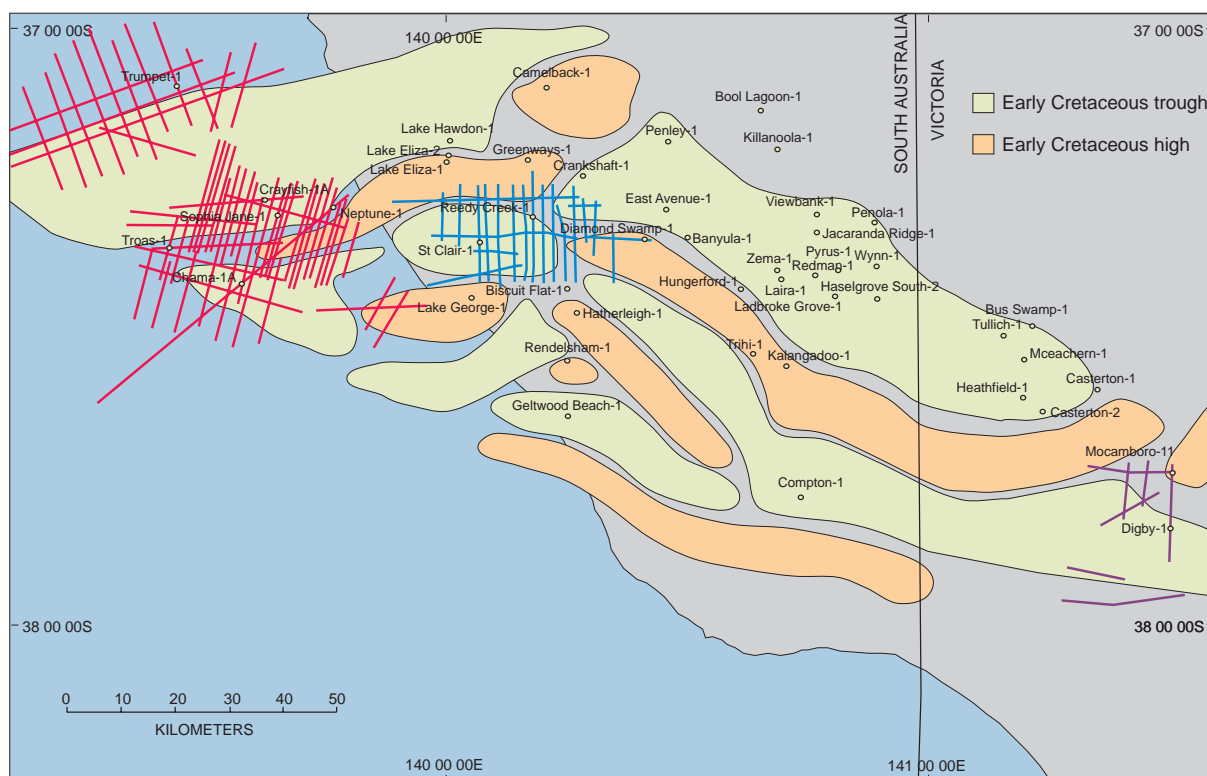 37 00 00S
140 00 00E
SOUTH AUSTRALIA
VICTORIA
141 00 00E
37 00 00S
Trumpet-1
Camelback-1
Bool Lagoon-1
Early Cretaceous trough
Early Cretaceous high
Lake Hawdon-1
Penley-1
Killanoola-1
Lake Eliza-2
Greenways-1
Lake Eliza-1
Crankshaft-1
Crayfish-1A
Sophia Jane-1
Neptune-1
Reedy Creek-1
East Avenue-1
Viewbank-1
Penola-1
Troas-1
St Clair-1
Diamond Swamp-1
Banyula-1
Jacaranda Ridge-1
Pyrus-1
Wynn-1
Zema-1
Redman-1
Chama-1A
Biscuit Flat-1
Hungerford-1
Laira-1
Haselgrove South-2
Lake George-1
Hatherleigh-1
Ladbroke Grove-1
Bus Swamp-1
Tullich-1
Rendelsham-1
Trihi-1
Kalangadoo-1
Mceachern-1
Heathfield-1
Casterton-1
Geltwood Beach-1
Casterton-2
Mocamboro-11
Compton-1
Digby-1
38 00 00S
38 00 00S
0 10 20 30 40 50
KILOMETERS
140 00 00E
141 00 00E